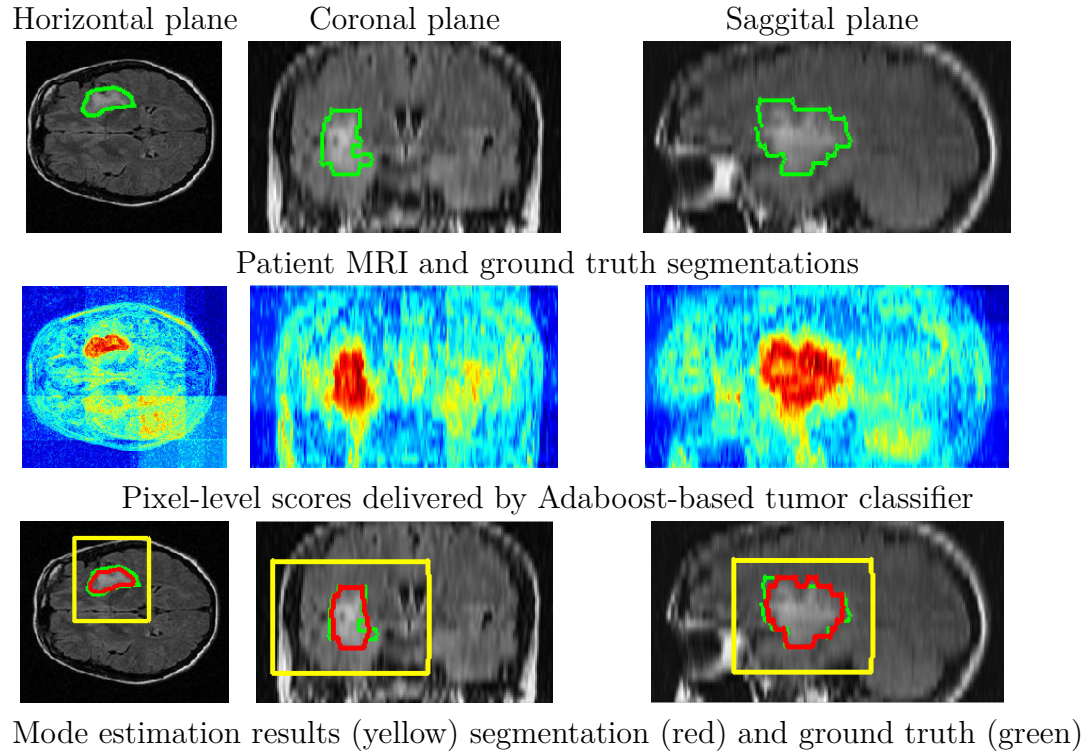 Horizontal plane
Coronal plane
Saggital plane
Patient MRI and ground truth segmentations
Pixel-level scores delivered by Adaboost-based tumor classifier
Mode estimation results (yellow) segmentation (red) and ground truth (green)